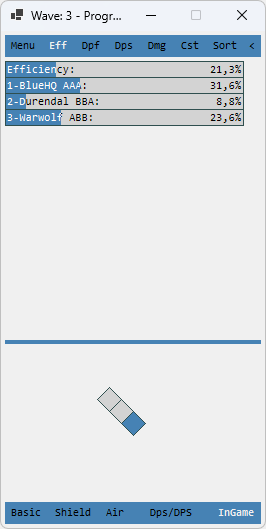 Wave: 3 - Progr...
Menu Eff Dpf Dps Dmg Cst Sort <
Efficiency: 21,3%
1-BlueHQ AAA: 31,6%
2-Durendal BBA: 8,8%
3-Warwolf ABB: 23,6%
Basic Shield Air Dps/DPS InGame